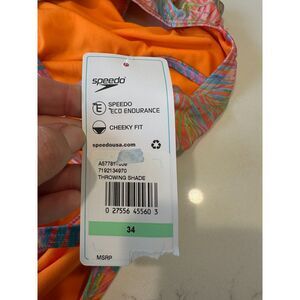 speedo
E SPEEDO
ECO ENDURANCE
CHEEKY FIT
speedousa.com
7192134970
THROWING SHADE
0 27556 45560 3
34
MSRP